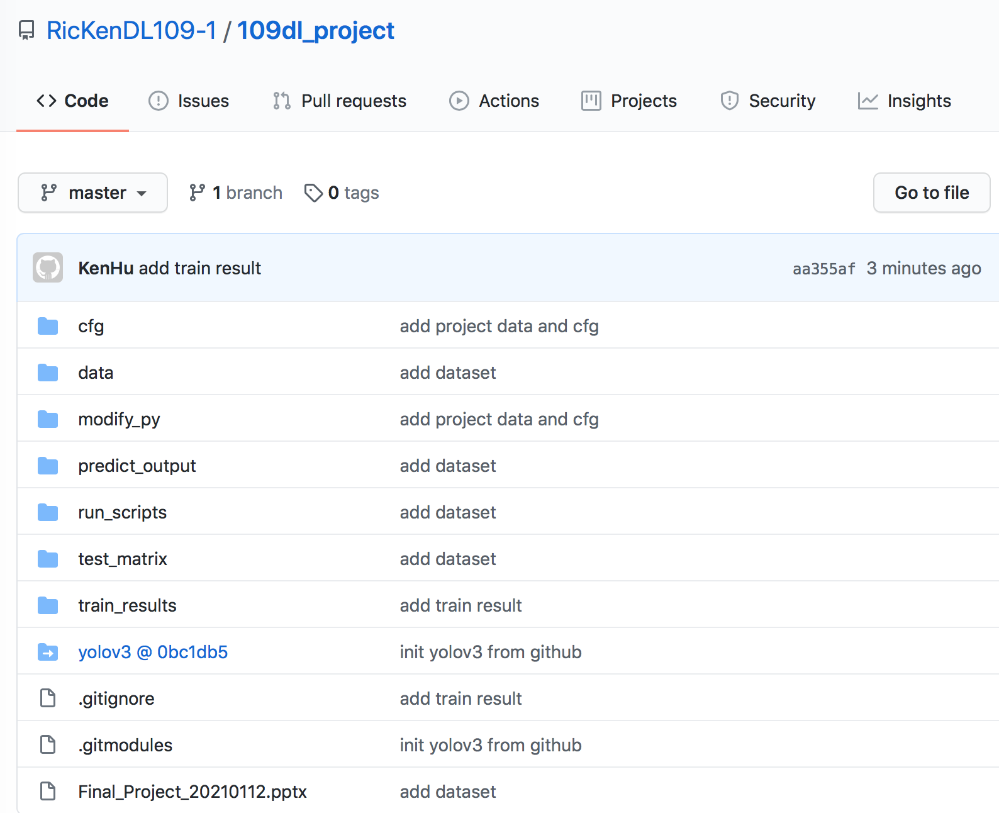 RicKenDL109-1 / 109dl_project
Code Issues Pull requests Actions Projects Security Insights
master 1 branch 0 tags Go to file
KenHu add train result aa355af 3 minutes ago
cfg add project data and cfg
data add dataset
modify_py add project data and cfg
predict_output add dataset
run_scripts add dataset
test_matrix add dataset
train_results add train result
yolov3 @ 0bc1db5 init yolov3 from github
.gitignore add train result
.gitmodules init yolov3 from github
Final_Project_20210112.pptx add dataset